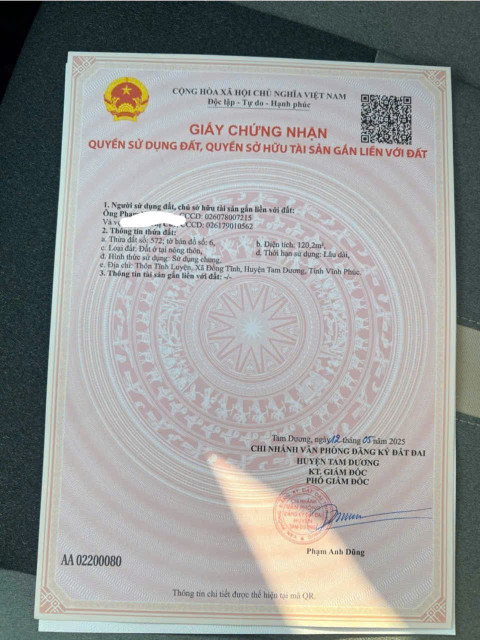 CỘNG HÒA XÃ HỘI CHỦ NGHĨA VIỆT NAM
Độc lập - Tự do - Hạnh phúc
GIẤY CHỨNG NHẬN
QUYỀN SỬ DỤNG ĐẤT, QUYỀN SỞ HỮU TÀI SẢN GẮN LIỀN VỚI ĐẤT
1. Người sử dụng đất, chủ sở hữu tài sản gắn liền với đất:
Ông Phạm CCCD: 026078007215
Và v CCCD: 026179010562
2. Thông tin thửa đất:
a. Thửa đất số: 572; tờ bản đồ số: 6, b. Diện tích: 120,2m²,
c. Loại đất: Đất ở tại nông thôn, d. Thời hạn sử dụng: Lâu dài,
đ. Hình thức sử dụng: Sử dụng chung,
e. Địa chỉ: Thôn Tĩnh Luyện, Xã Đồng Tĩnh, Huyện Tam Dương, Tỉnh Vĩnh Phúc.
3. Thông tin tài sản gắn liền với đất: -/-
Tam Dương, ngày 12 tháng 05 năm 2025
CHI NHÁNH VĂN PHÒNG ĐĂNG KÝ ĐẤT ĐAI
HUYỆN TAM DƯƠNG
KT. GIÁM ĐỐC
PHÓ GIÁM ĐỐC
Phạm Anh Dũng
AA 02200080
Thông tin chi tiết được thể hiện tại mã QR.